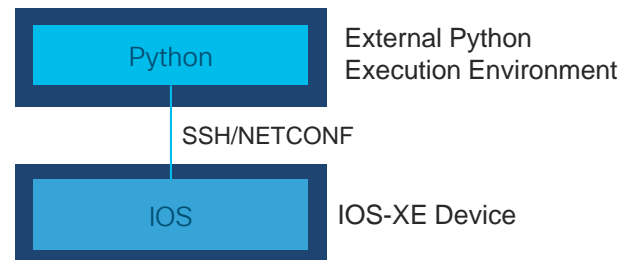 Python
External Python
Execution Environment
SSH/NETCONF
IOS
IOS-XE Device